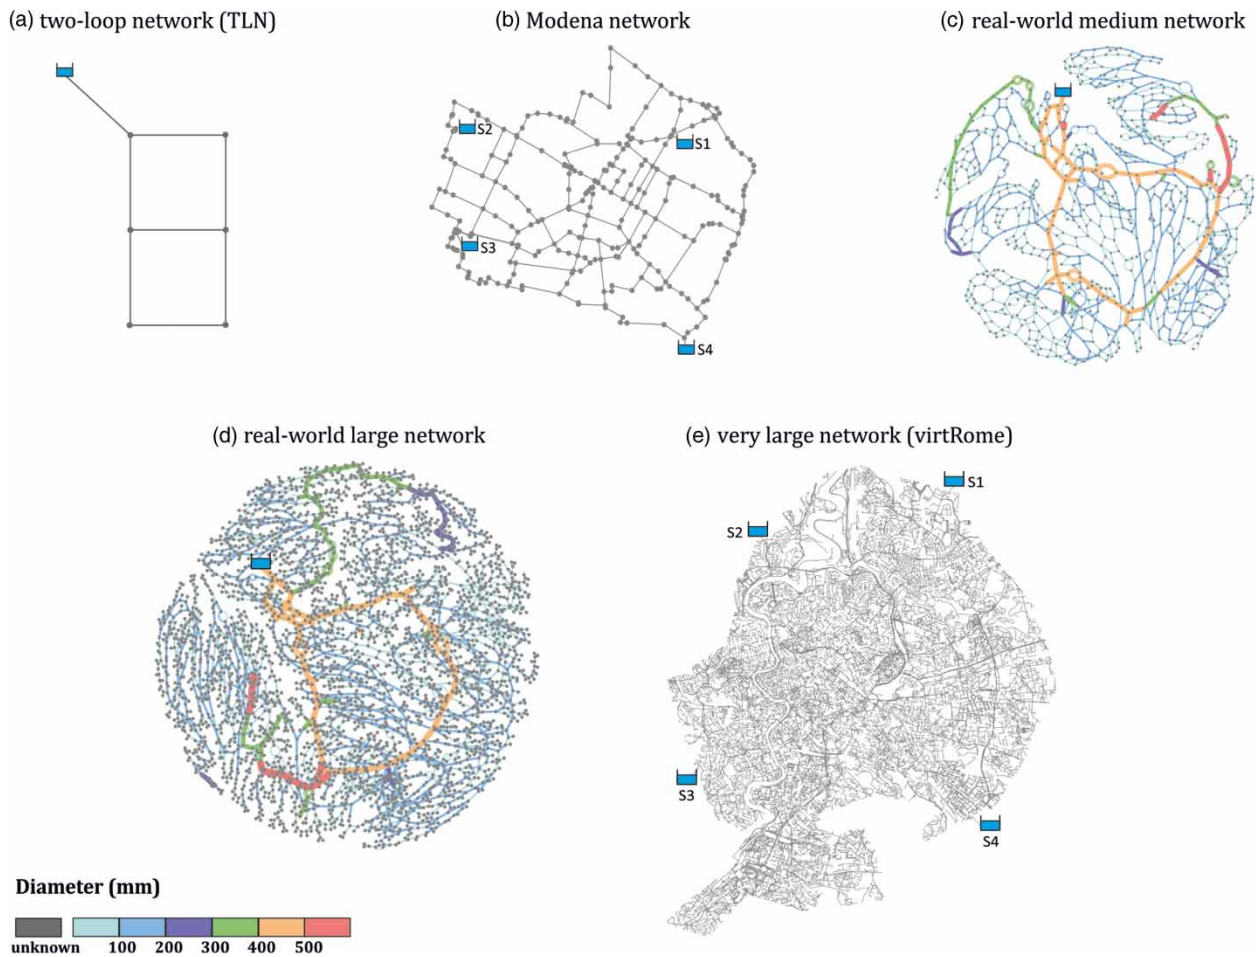 (a) two-loop network (TLN)
(b) Modena network
(c) real-world medium network
S2
S1
S3
S4
(d) real-world large network
(e) very large network (virtRome)
S1
S2
S3
S4
Diameter (mm)
unknown 100 200 300 400 500